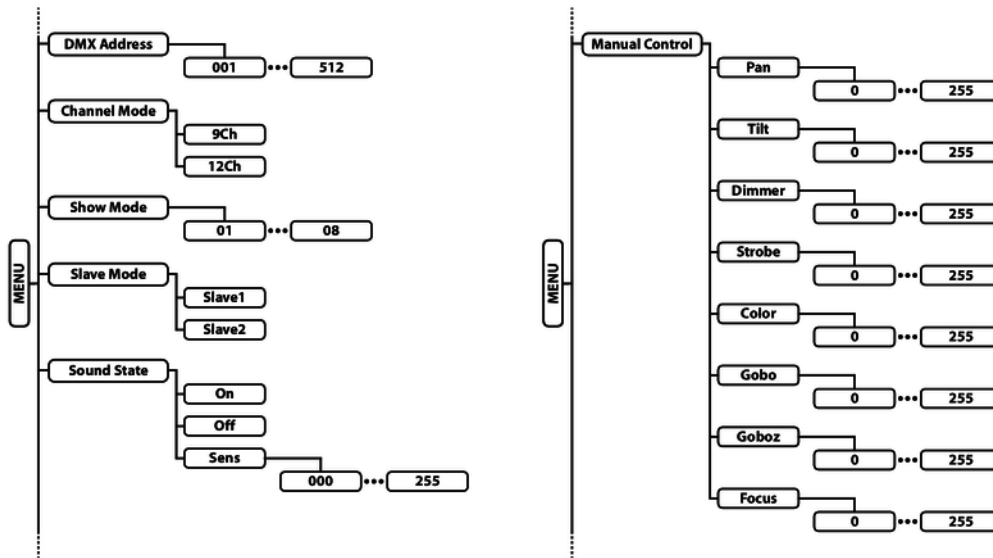 DMX Address
001 ••• 512
Channel Mode
9Ch
12Ch
Show Mode
01 ••• 08
MENU
Slave Mode
Slave1
Slave2
Sound State
On
Off
Sens
000 ••• 255
MENU
Manual Control
Pan
0 ••• 255
Tilt
0 ••• 255
Dimmer
0 ••• 255
Strobe
0 ••• 255
Color
0 ••• 255
Gobo
0 ••• 255
Goboz
0 ••• 255
Focus
0 ••• 255